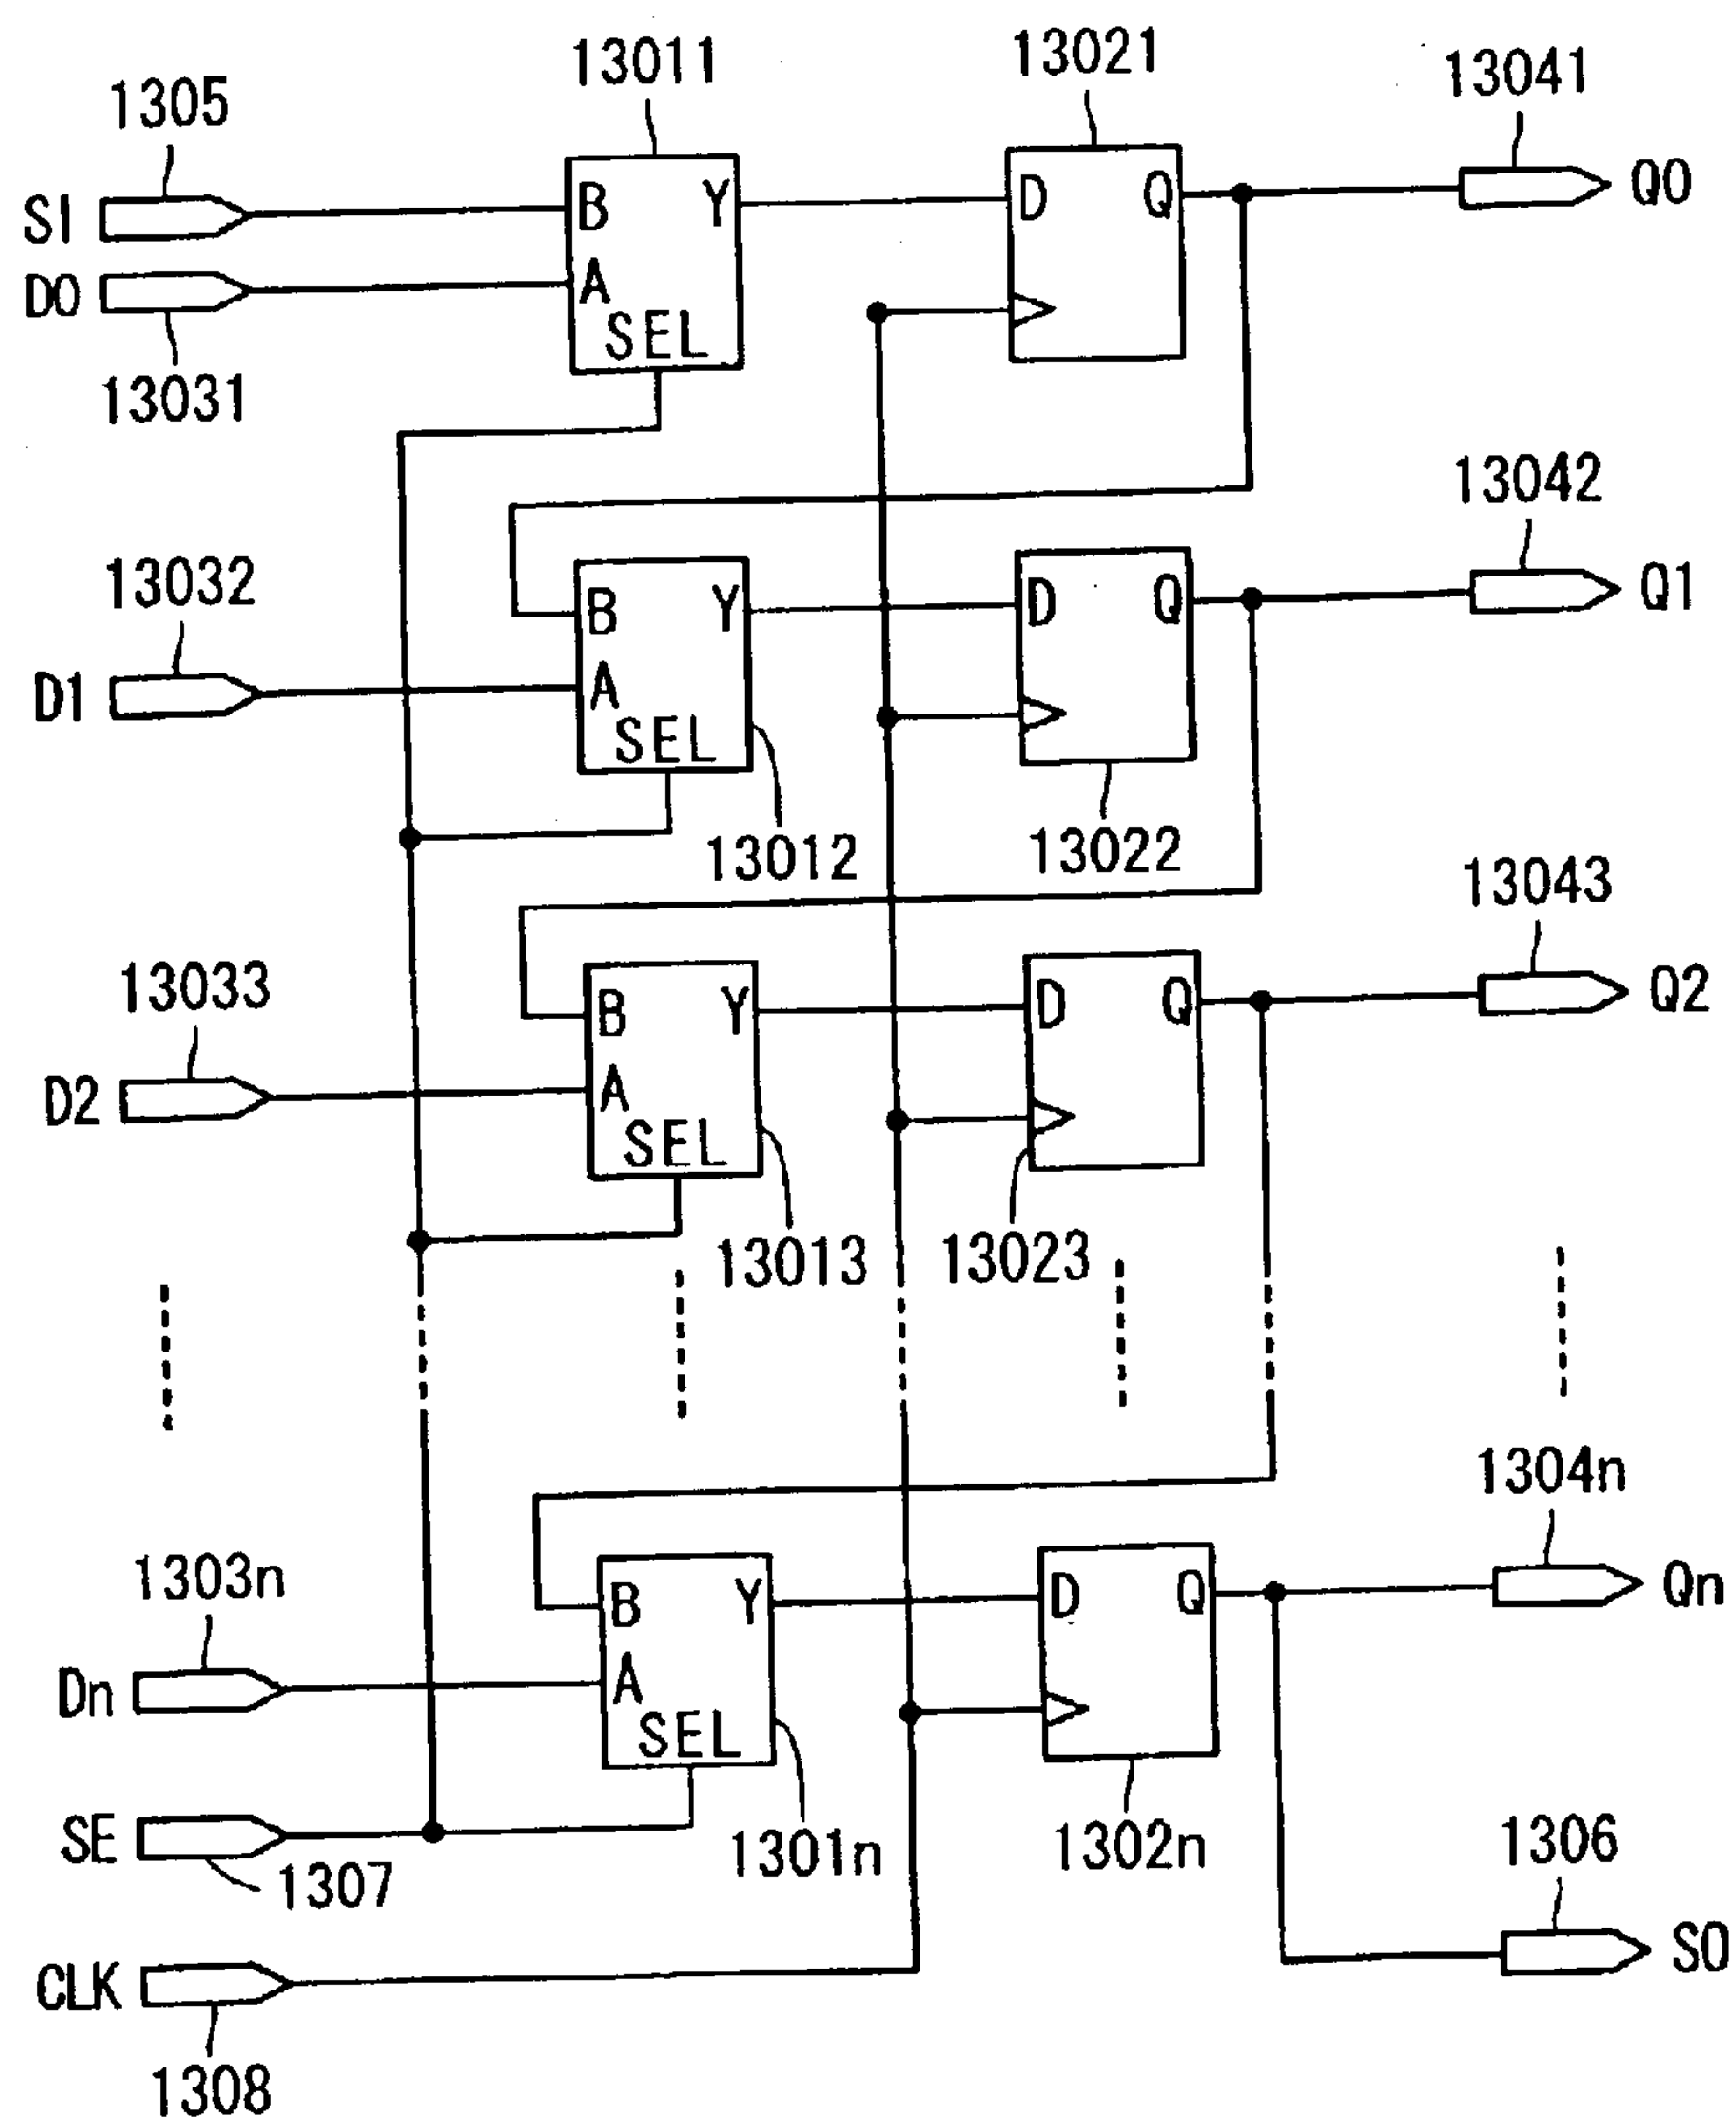 1305
13011
13021
13041
SI
B
Y
D
Q
Q0
D0
A
SEL
13031
13042
13032
B
Y
D
Q
Q1
D1
A
SEL
13012
13022
13043
13033
B
Y
D
Q
Q2
D2
A
SEL
13013
13023
1304n
1303n
B
Y
D
Q
Qn
Dn
A
SEL
SE
1307
1301n
1302n
1306
CLK
SO
1308